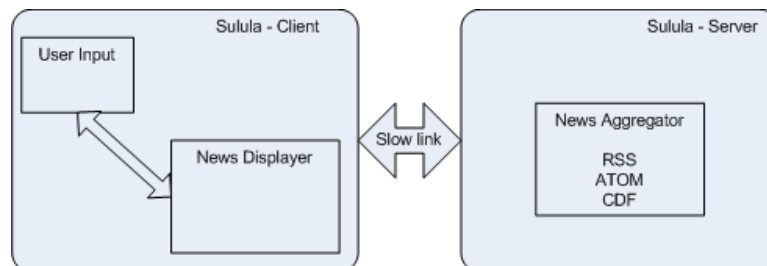 Sulula - Client
User Input
News Displayer
Slow link
Sulula - Server
News Aggregator
RSS
ATOM
CDF